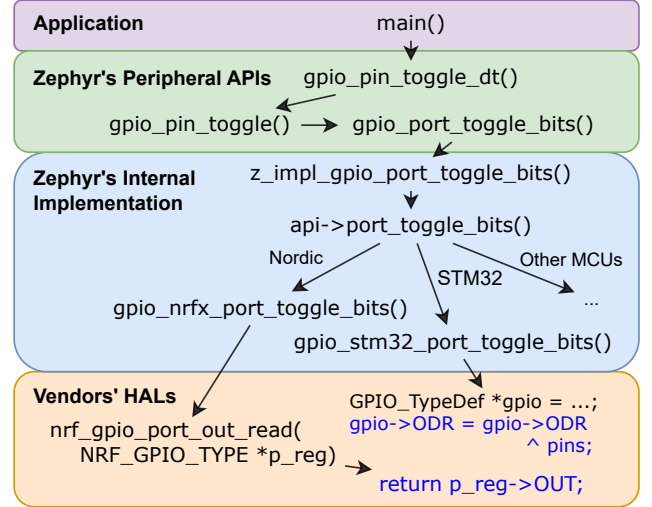 Application
main()
Zephyr's Peripheral APIs
gpio_pin_toggle_dt()
gpio_pin_toggle()
gpio_port_toggle_bits()
Zephyr's Internal
Implementation
z_impl_gpio_port_toggle_bits()
api->port_toggle_bits()
Nordic
STM32
Other MCUs
...
gpio_nrfx_port_toggle_bits()
gpio_stm32_port_toggle_bits()
Vendors' HALs
nrf_gpio_port_out_read(
NRF_GPIO_TYPE *p_reg)
GPIO_TypeDef *gpio = ...;
gpio->ODR = gpio->ODR
^ pins;
return p_reg->OUT;